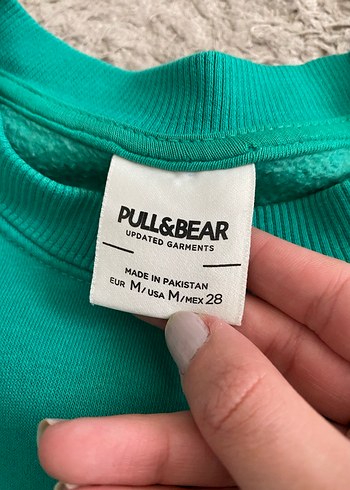 PULL&BEAR
UPDATED GARMENTS
MADE IN PAKISTAN
EUR M/USA M/MEX 28